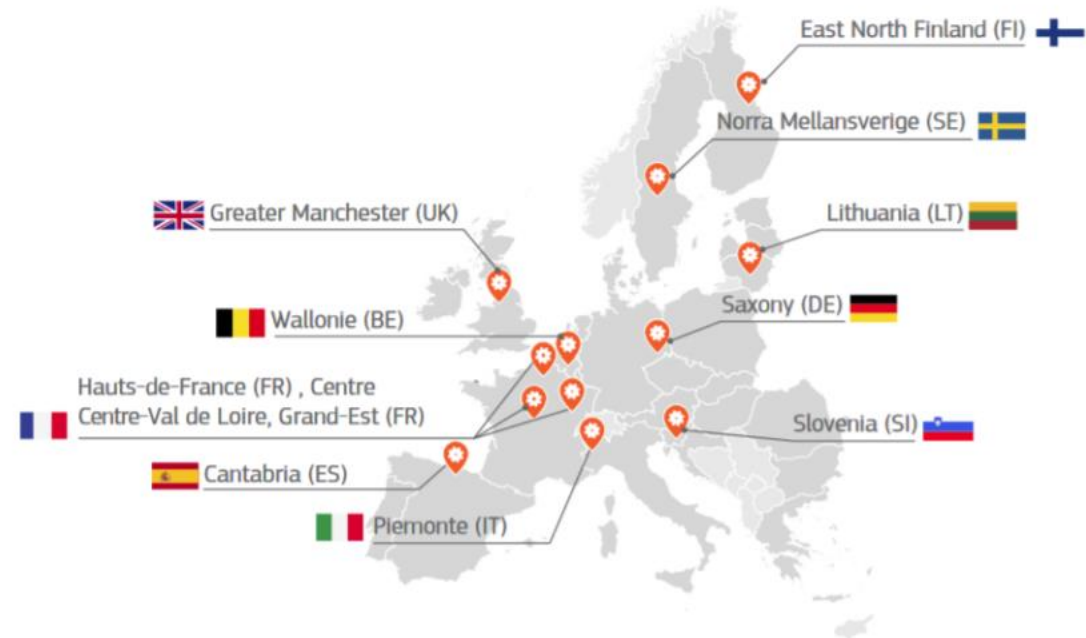 East North Finland (FI)
Norra Mellansverige (SE)
Greater Manchester (UK)
Lithuania (LT)
Wallonie (BE)
Saxony (DE)
Hauts-de-France (FR) , Centre
Centre-Val de Loire, Grand-Est (FR)
Slovenia (SI)
Cantabria (ES)
Piemonte (IT)